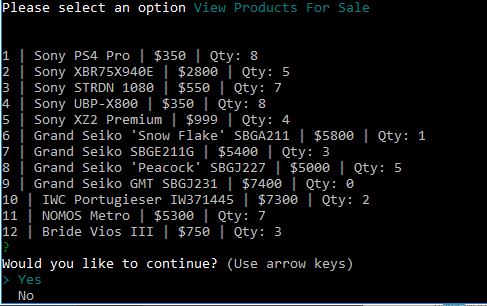 Please select an option View Products For Sale
1 | Sony PS4 Pro | $350 | Qty: 8
2 | Sony XBR75X940E | $2800 | Qty: 5
3 | Sony STRDN 1080 | $550 | Qty: 7
4 | Sony UBP-X800 | $350 | Qty: 8
5 | Sony XZ2 Premium | $999 | Qty: 4
6 | Grand Seiko 'Snow Flake' SBGA211 | $5800 | Qty: 1
7 | Grand Seiko SBGE211G | $5400 | Qty: 3
8 | Grand Seiko 'Peacock' SBGJ227 | $5000 | Qty: 5
9 | Grand Seiko GMT SBGJ231 | $7400 | Qty: 0
10 | IWC Portugieser IW371445 | $7300 | Qty: 2
11 | NOMOS Metro | $5300 | Qty: 7
12 | Bride Vios III | $750 | Qty: 3
?
Would you like to continue? (Use arrow keys)
> Yes
No